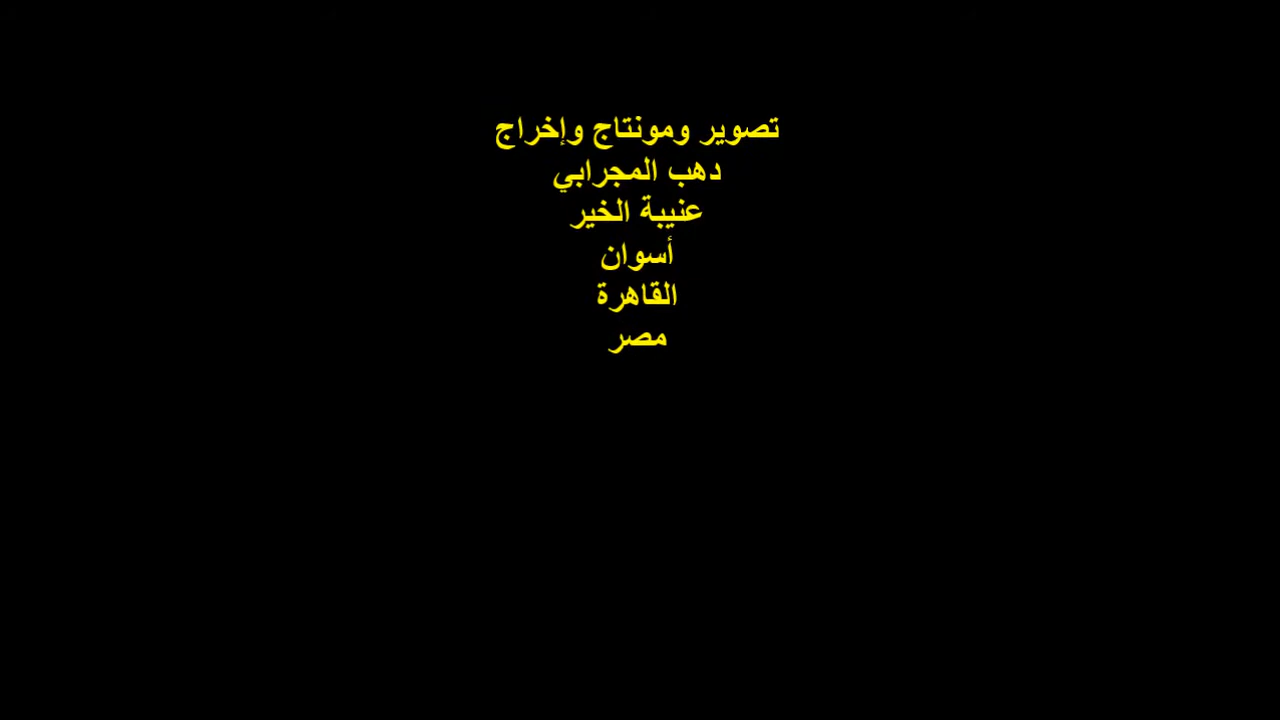 تصوير ومونتاج وإخراج
دهب المجرابي
عنيبة الخير
أسوان
القاهرة
مصر